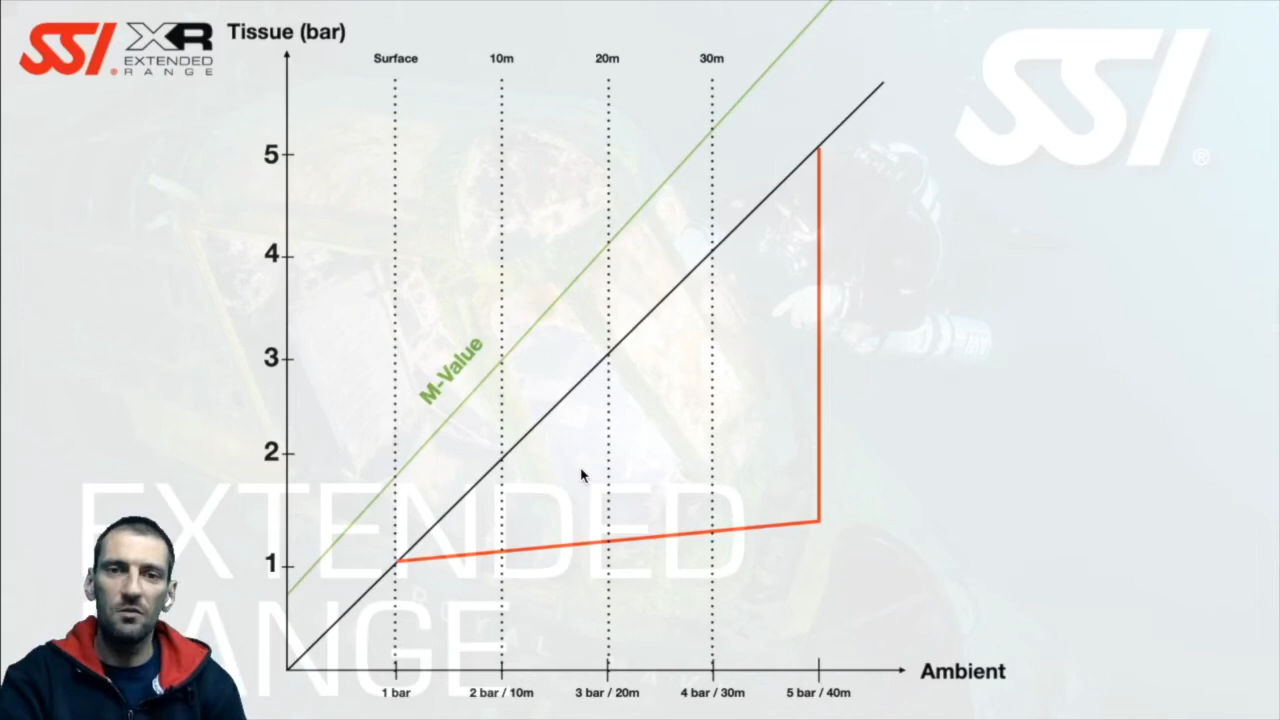 SSI® XR
EXTENDED
RANGE
Tissue (bar)
SSI®
Surface
10m
20m
30m
5
4
3
2
1
M-Value
EXTENDED
RANGE
Ambient
1 bar
2 bar / 10m
3 bar / 20m
4 bar / 30m
5 bar / 40m